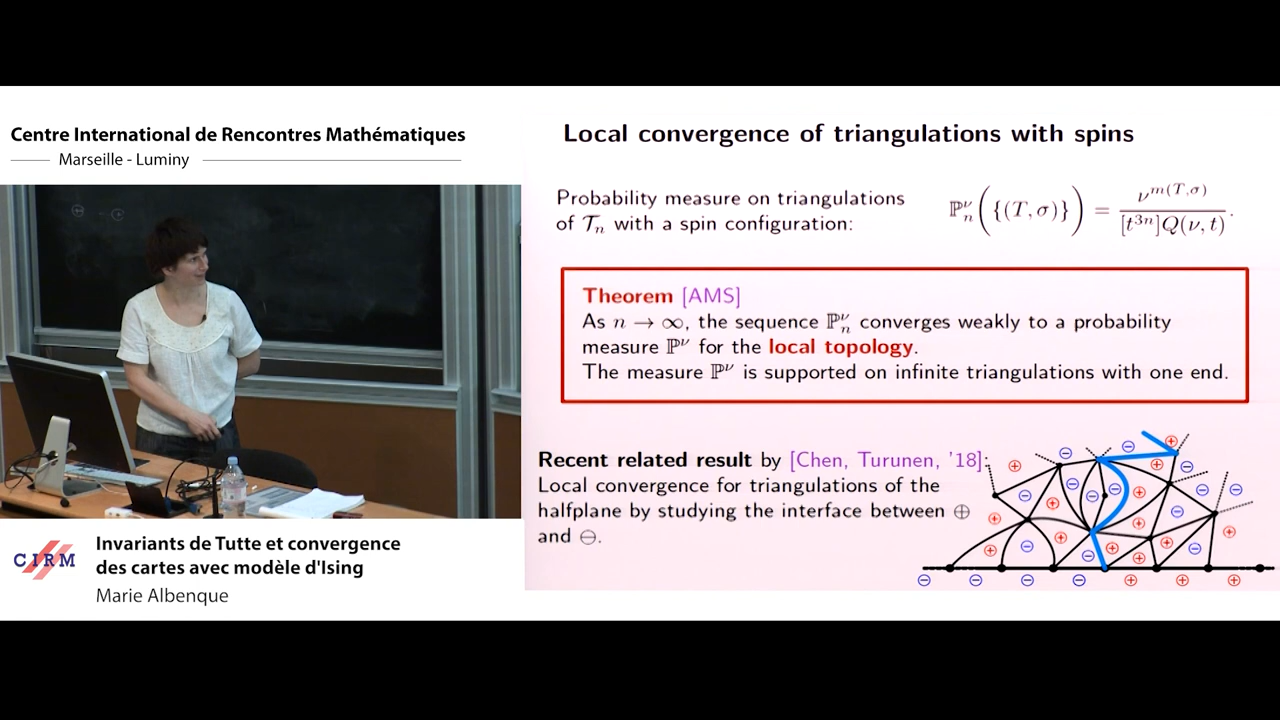 Centre International de Rencontres Mathématiques
Marseille - Luminy
CIRM
Invariants de Tutte et convergence
des cartes avec modèle d'Ising
Marie Albenque
Local convergence of triangulations with spins
Probability measure on triangulations
of 𝒯ₙ with a spin configuration:
ℙₙ^ν({(T, σ)}) = ν^{m(T,σ)} / [t^{3n}]Q(ν, t).
Theorem [AMS]
As n → ∞, the sequence ℙₙ^ν converges weakly to a probability
measure ℙ^ν for the local topology.
The measure ℙ^ν is supported on infinite triangulations with one end.
Recent related result by [Chen, Turunen, '18]:
Local convergence for triangulations of the
halfplane by studying the interface between ⊕
and ⊖.